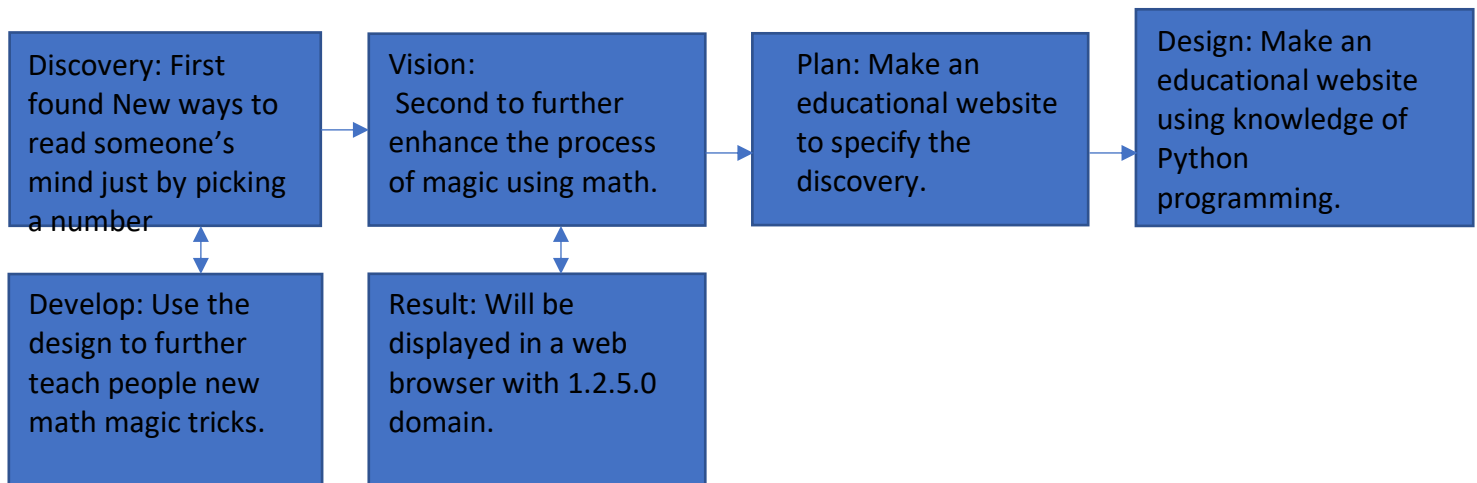 Discovery: First
found New ways to
read someone’s
mind just by picking
a number
Vision:
Second to further
enhance the process
of magic using math.
Plan: Make an
educational website
to specify the
discovery.
Design: Make an
educational website
using knowledge of
Python
programming.
Develop: Use the
design to further
teach people new
math magic tricks.
Result: Will be
displayed in a web
browser with 1.2.5.0
domain.